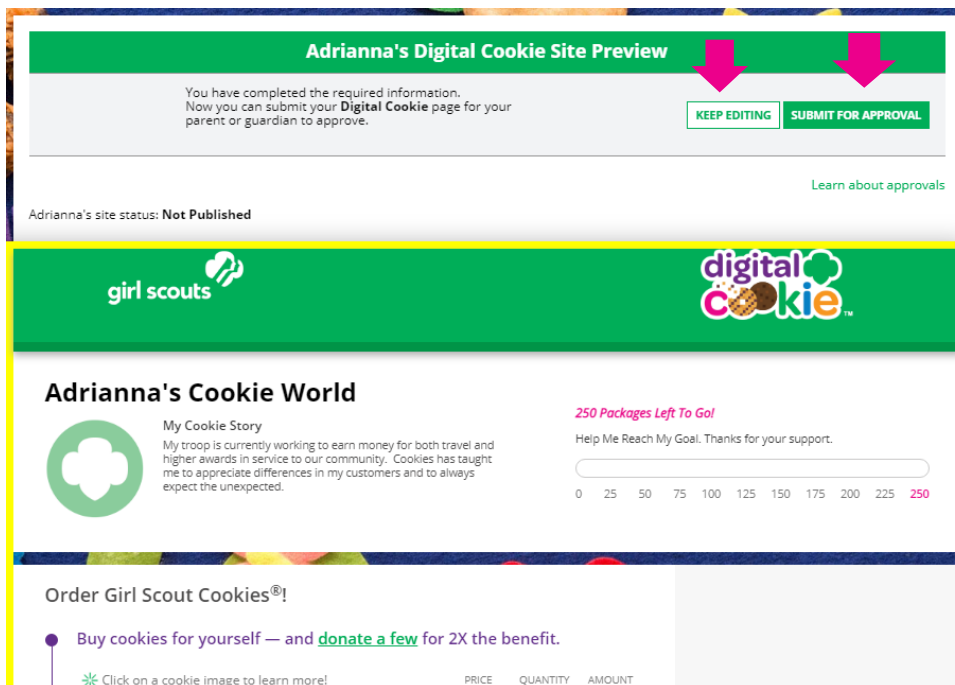 Adrianna's Digital Cookie Site Preview
You have completed the required information.
Now you can submit your Digital Cookie page for your
parent or guardian to approve.
KEEP EDITING
SUBMIT FOR APPROVAL
Learn about approvals
Adrianna's site status: Not Published
girl scouts
digital
cookie™
Adrianna's Cookie World
My Cookie Story
My troop is currently working to earn money for both travel and
higher awards in service to our community. Cookies has taught
me to appreciate differences in my customers and to always
expect the unexpected.
250 Packages Left To Go!
Help Me Reach My Goal. Thanks for your support.
0 25 50 75 100 125 150 175 200 225 250
Order Girl Scout Cookies®!
Buy cookies for yourself — and donate a few for 2X the benefit.
Click on a cookie image to learn more!
PRICE QUANTITY AMOUNT